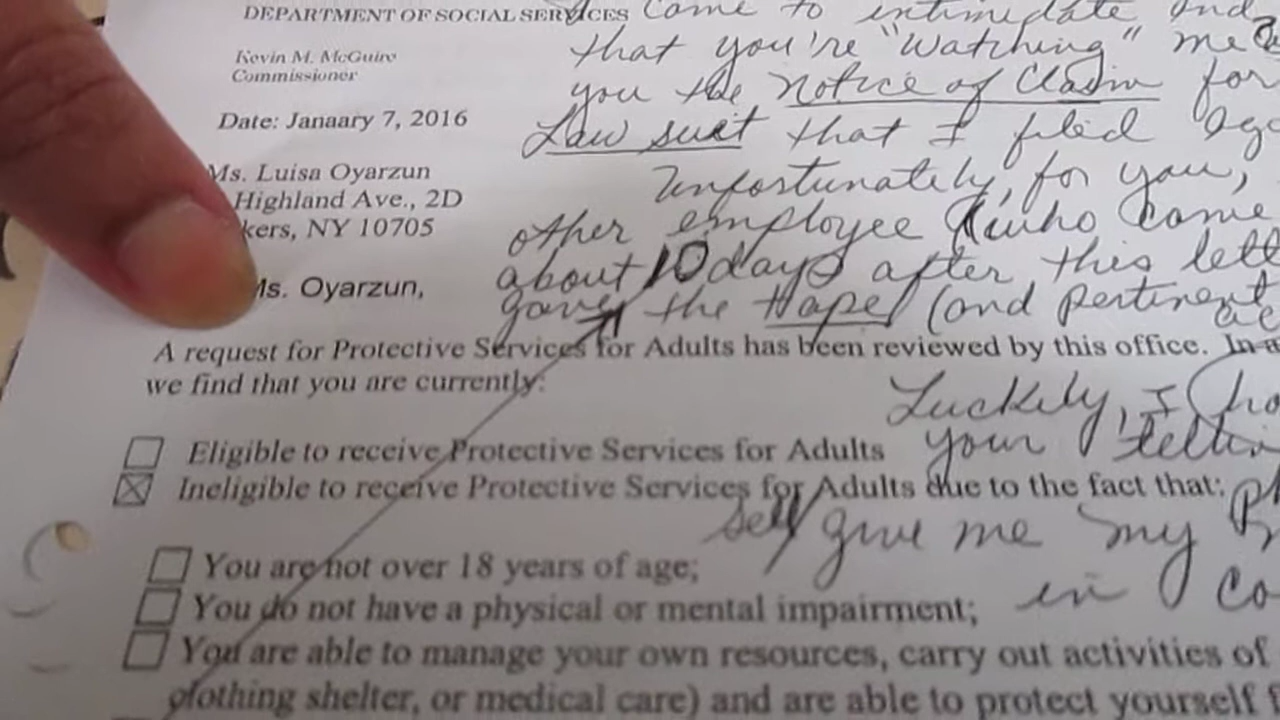 DEPARTMENT OF SOCIAL SERVICES
come to intimidate and
Kevin M. McGuire
Commissioner
that you're "Watching" me
you the Notice of Claim for
Date: Janaary 7, 2016
Law suit that I filed aga
Ms. Luisa Oyarzun
Highland Ave., 2D
kers, NY 10705
Unfortunately, for you,
other employee (who came
about 10 days after this lett
Ms. Oyarzun,
gave the tape (and pertinent
A request for Protective Services for Adults has been reviewed by this office. In a
we find that you are currently:
Luckily, I ho
your tellin
Eligible to receive Protective Services for Adults
Ineligible to receive Protective Services for Adults due to the fact that:
give me my
You are not over 18 years of age;
in co
You do not have a physical or mental impairment;
You are able to manage your own resources, carry out activities of
clothing shelter, or medical care) and are able to protect yourself f